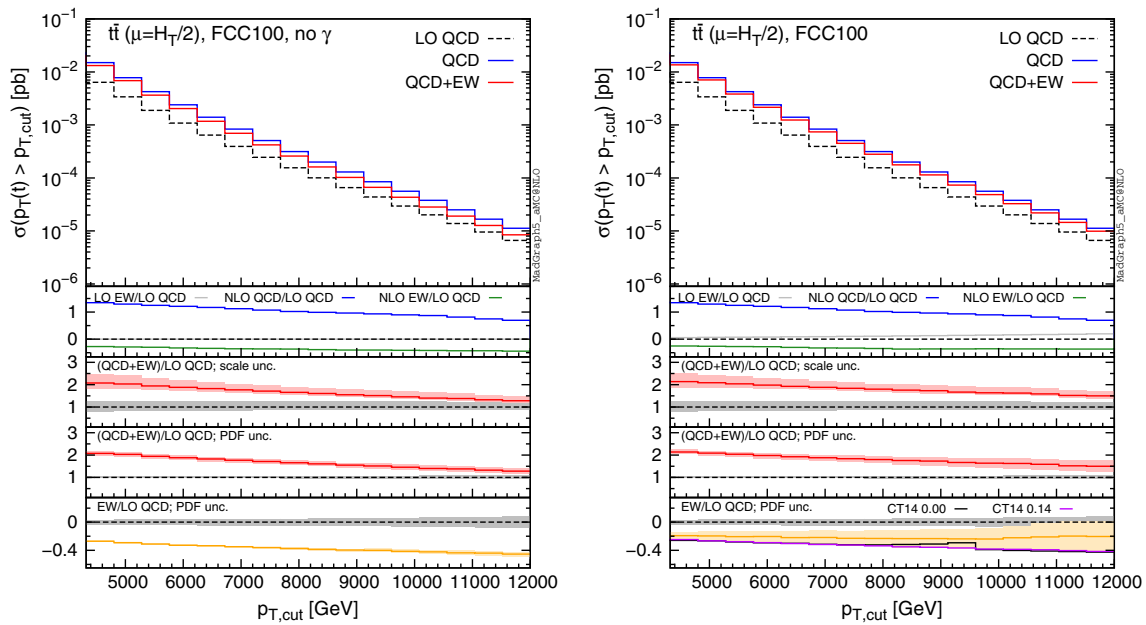 tt̄ (μ=H_T/2), FCC100, no γ
LO QCD
QCD
QCD+EW
σ(p_T(t) > p_T,cut) [pb]
10^-1
10^-2
10^-3
10^-4
10^-5
10^-6
MadGraph5_aMC@NLO
LO EW/LO QCD
NLO QCD/LO QCD
NLO EW/LO QCD
1
0
(QCD+EW)/LO QCD; scale unc.
3
2
1
(QCD+EW)/LO QCD; PDF unc.
3
2
1
EW/LO QCD; PDF unc.
0
−0.4
5000 6000 7000 8000 9000 10000 11000 12000
p_T,cut [GeV]
tt̄ (μ=H_T/2), FCC100
LO QCD
QCD
QCD+EW
σ(p_T(t) > p_T,cut) [pb]
10^-1
10^-2
10^-3
10^-4
10^-5
10^-6
MadGraph5_aMC@NLO
LO EW/LO QCD
NLO QCD/LO QCD
NLO EW/LO QCD
1
0
(QCD+EW)/LO QCD; scale unc.
3
2
1
(QCD+EW)/LO QCD; PDF unc.
3
2
1
EW/LO QCD; PDF unc.
CT14 0.00
CT14 0.14
0
−0.4
5000 6000 7000 8000 9000 10000 11000 12000
p_T,cut [GeV]